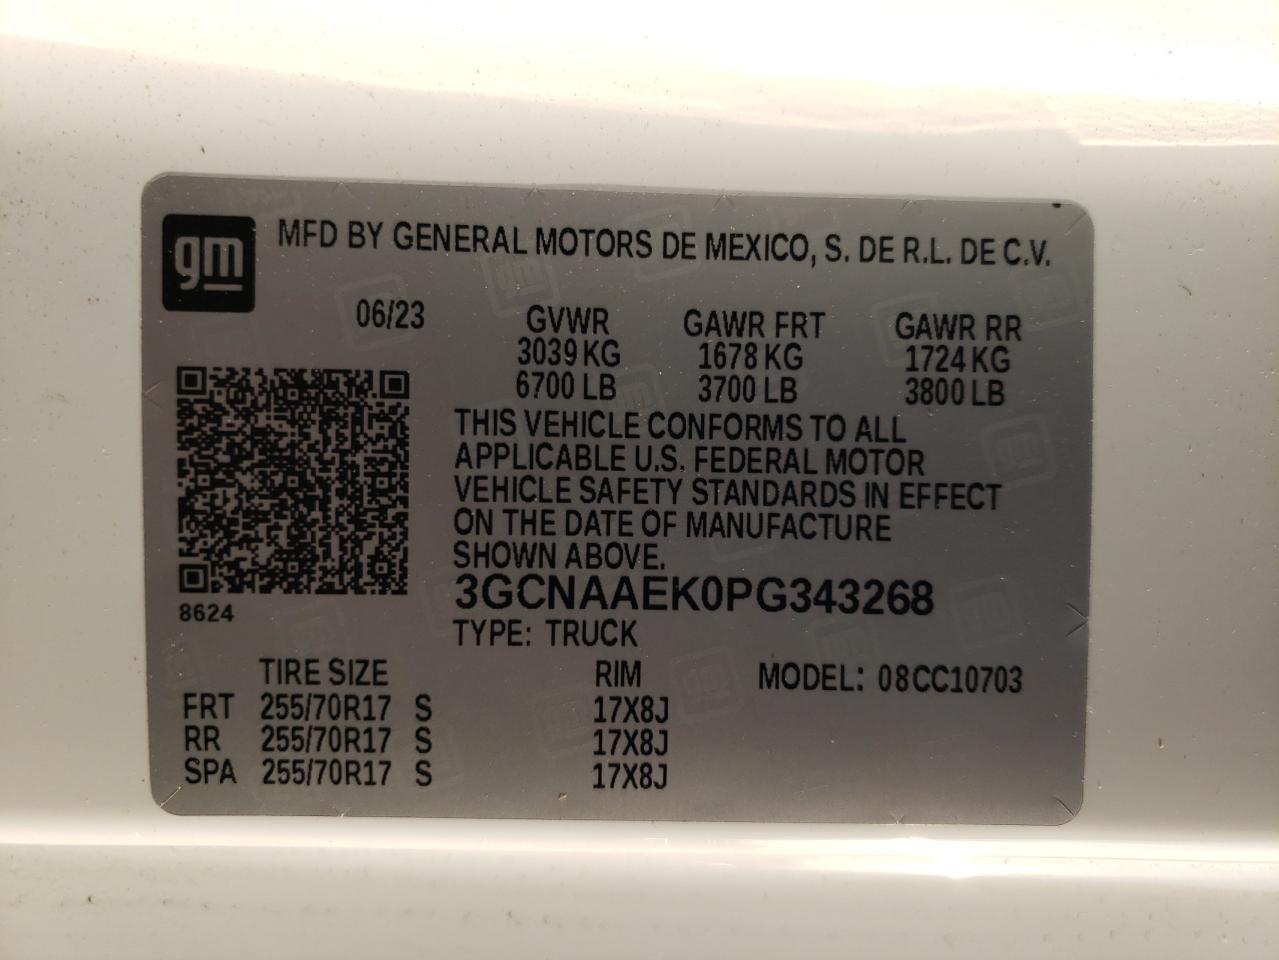 gm
MFD BY GENERAL MOTORS DE MEXICO, S. DE R.L. DE C.V.
06/23 GVWR GAWR FRT GAWR RR
3039 KG 1678 KG 1724 KG
6700 LB 3700 LB 3800 LB
THIS VEHICLE CONFORMS TO ALL
APPLICABLE U.S. FEDERAL MOTOR
VEHICLE SAFETY STANDARDS IN EFFECT
ON THE DATE OF MANUFACTURE
SHOWN ABOVE.
3GCNAAEK0PG343268
8624
TYPE: TRUCK
TIRE SIZE RIM MODEL: 08CC10703
FRT 255/70R17 S 17X8J
RR 255/70R17 S 17X8J
SPA 255/70R17 S 17X8J